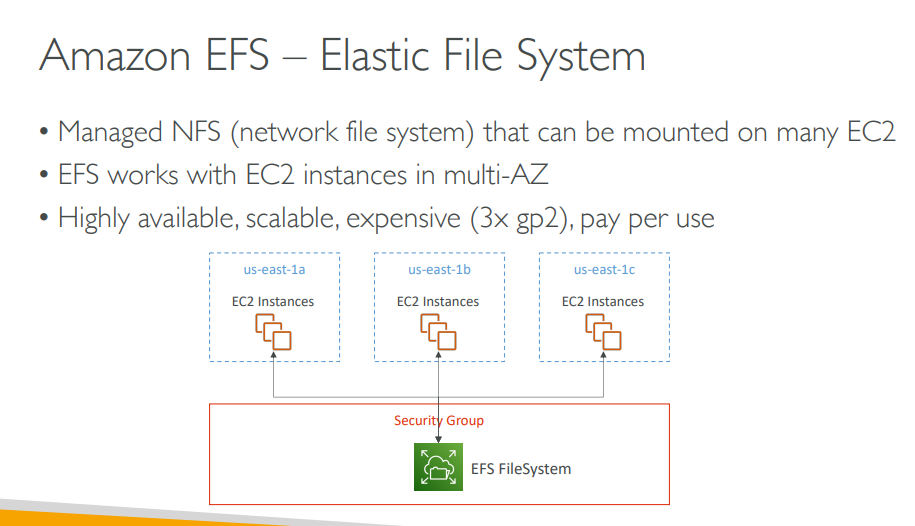 Amazon EFS – Elastic File System
• Managed NFS (network file system) that can be mounted on many EC2
• EFS works with EC2 instances in multi-AZ
• Highly available, scalable, expensive (3x gp2), pay per use
us-east-1a us-east-1b us-east-1c
EC2 Instances EC2 Instances EC2 Instances
Security Group
EFS FileSystem